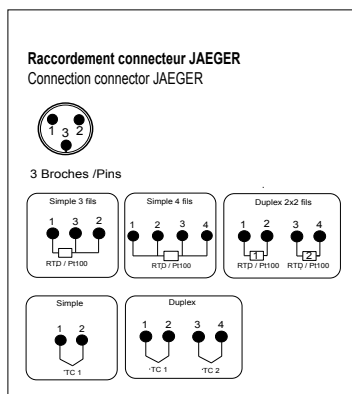 Raccordement connecteur JAEGER
Connection connector JAEGER
1 3 2
3 Broches /Pins
Simple 3 fils
1 3 2
RTD / Pt100
Simple 4 fils
1 2 3 4
RTD / Pt100
Duplex 2x2 fils
1 2 3 4
1 2
RTD / Pt100 RTD / Pt100
Simple
1 2
'TC 1
Duplex
1 2 3 4
'TC 1 'TC 2